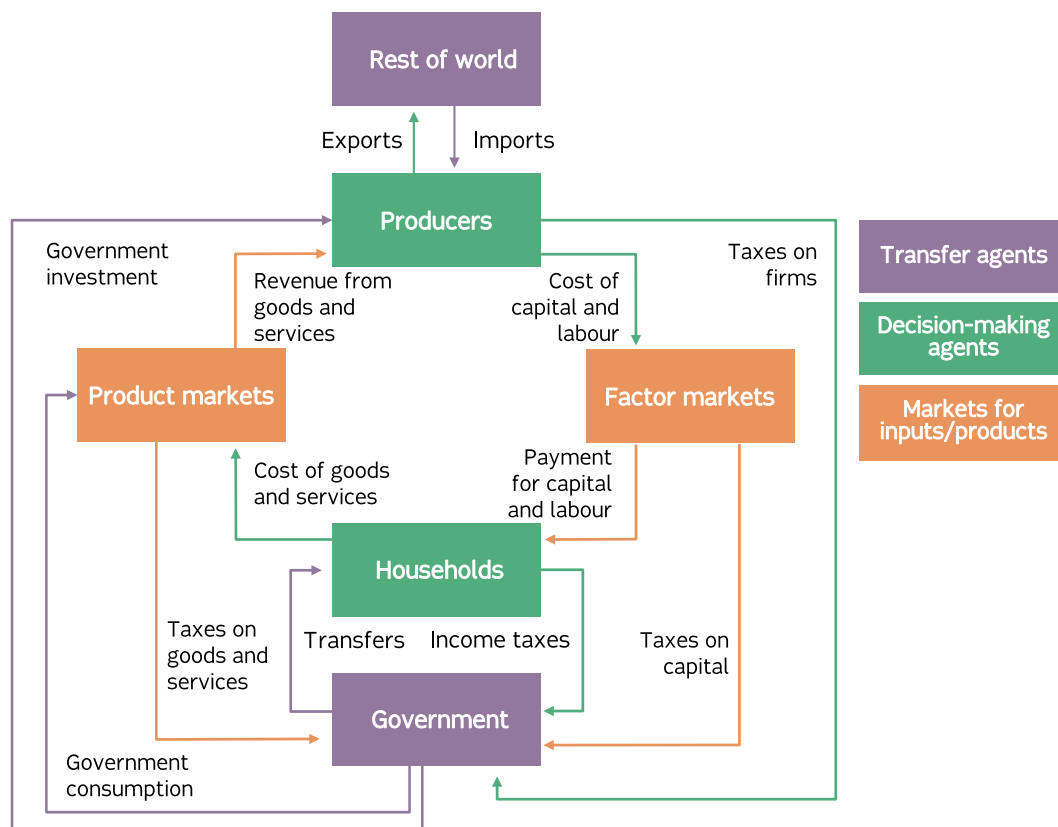 Rest of world
Exports
Imports
Producers
Government
investment
Revenue from
goods and
services
Cost of
capital and
labour
Taxes on
firms
Transfer agents
Decision-making
agents
Markets for
inputs/products
Product markets
Factor markets
Cost of goods
and services
Payment
for capital
and labour
Households
Taxes on
goods and
services
Transfers
Income taxes
Taxes on
capital
Government
Government
consumption